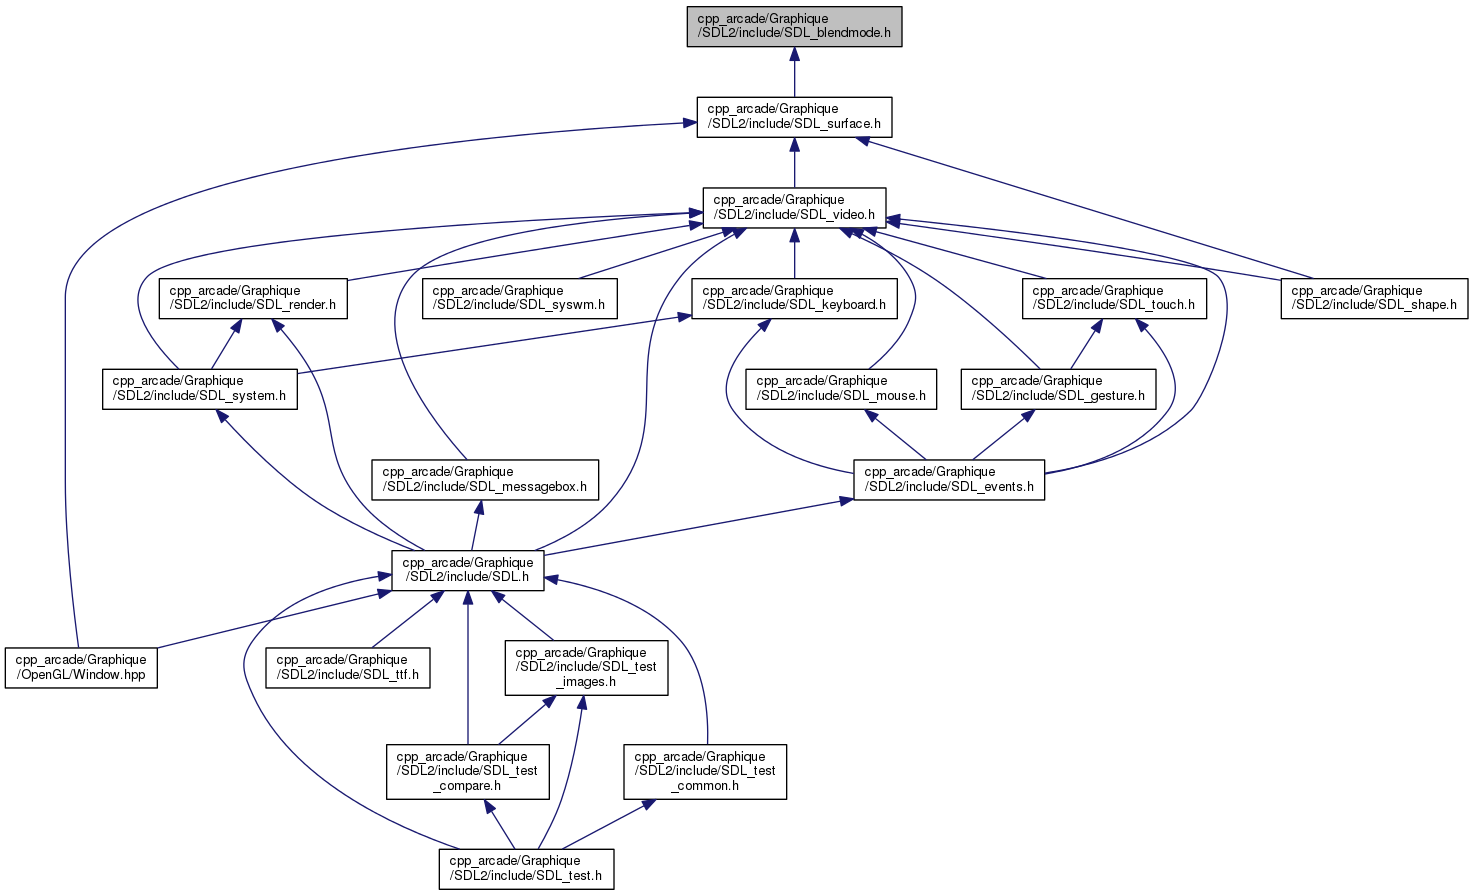 cpp_arcade/Graphique
/SDL2/include/SDL_blendmode.h
cpp_arcade/Graphique
/SDL2/include/SDL_surface.h
cpp_arcade/Graphique
/SDL2/include/SDL_video.h
cpp_arcade/Graphique
/SDL2/include/SDL_render.h
cpp_arcade/Graphique
/SDL2/include/SDL_syswm.h
cpp_arcade/Graphique
/SDL2/include/SDL_keyboard.h
cpp_arcade/Graphique
/SDL2/include/SDL_touch.h
cpp_arcade/Graphique
/SDL2/include/SDL_shape.h
cpp_arcade/Graphique
/SDL2/include/SDL_system.h
cpp_arcade/Graphique
/SDL2/include/SDL_mouse.h
cpp_arcade/Graphique
/SDL2/include/SDL_gesture.h
cpp_arcade/Graphique
/SDL2/include/SDL_messagebox.h
cpp_arcade/Graphique
/SDL2/include/SDL_events.h
cpp_arcade/Graphique
/SDL2/include/SDL.h
cpp_arcade/Graphique
/OpenGL/Window.hpp
cpp_arcade/Graphique
/SDL2/include/SDL_ttf.h
cpp_arcade/Graphique
/SDL2/include/SDL_test
_images.h
cpp_arcade/Graphique
/SDL2/include/SDL_test
_compare.h
cpp_arcade/Graphique
/SDL2/include/SDL_test
_common.h
cpp_arcade/Graphique
/SDL2/include/SDL_test.h